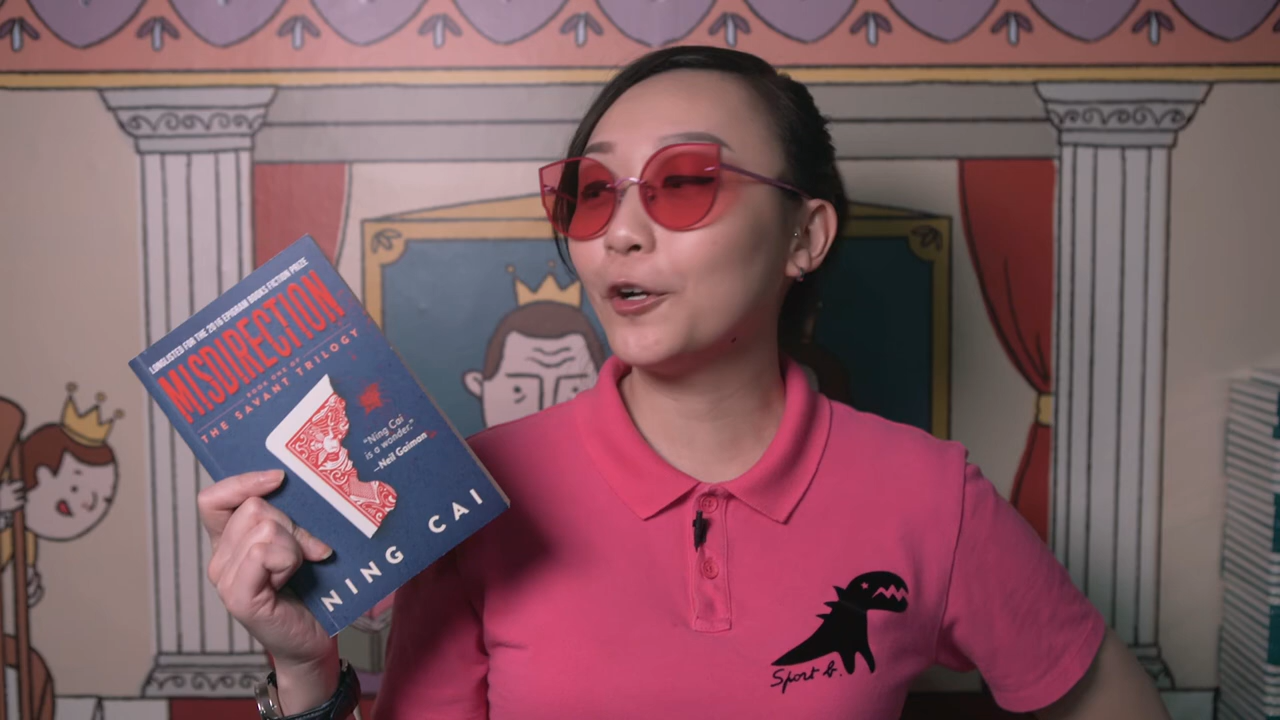 LONGLISTED FOR THE 2016 EPIGRAM BOOKS FICTION PRIZE
MISDIRECTION
BOOK ONE OF
THE SAVANT TRILOGY
"Ning Cai
is a wonder."
—Neil Gaiman
NING CAI
Sport b.